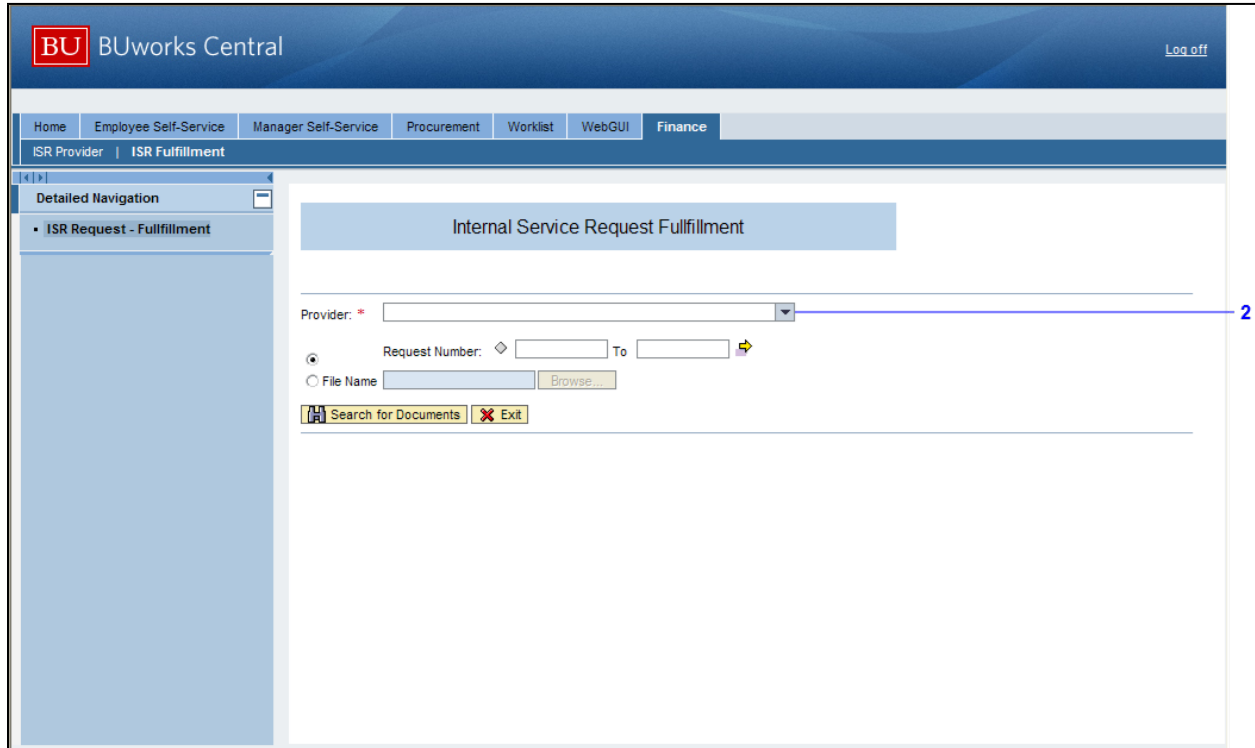 BU BUworks Central
Log off
Home Employee Self-Service Manager Self-Service Procurement Worklist WebGUI Finance
ISR Provider | ISR Fulfillment
Detailed Navigation
• ISR Request - Fullfillment
Internal Service Request Fullfillment
Provider: *
2
Request Number: To
File Name Browse...
Search for Documents Exit